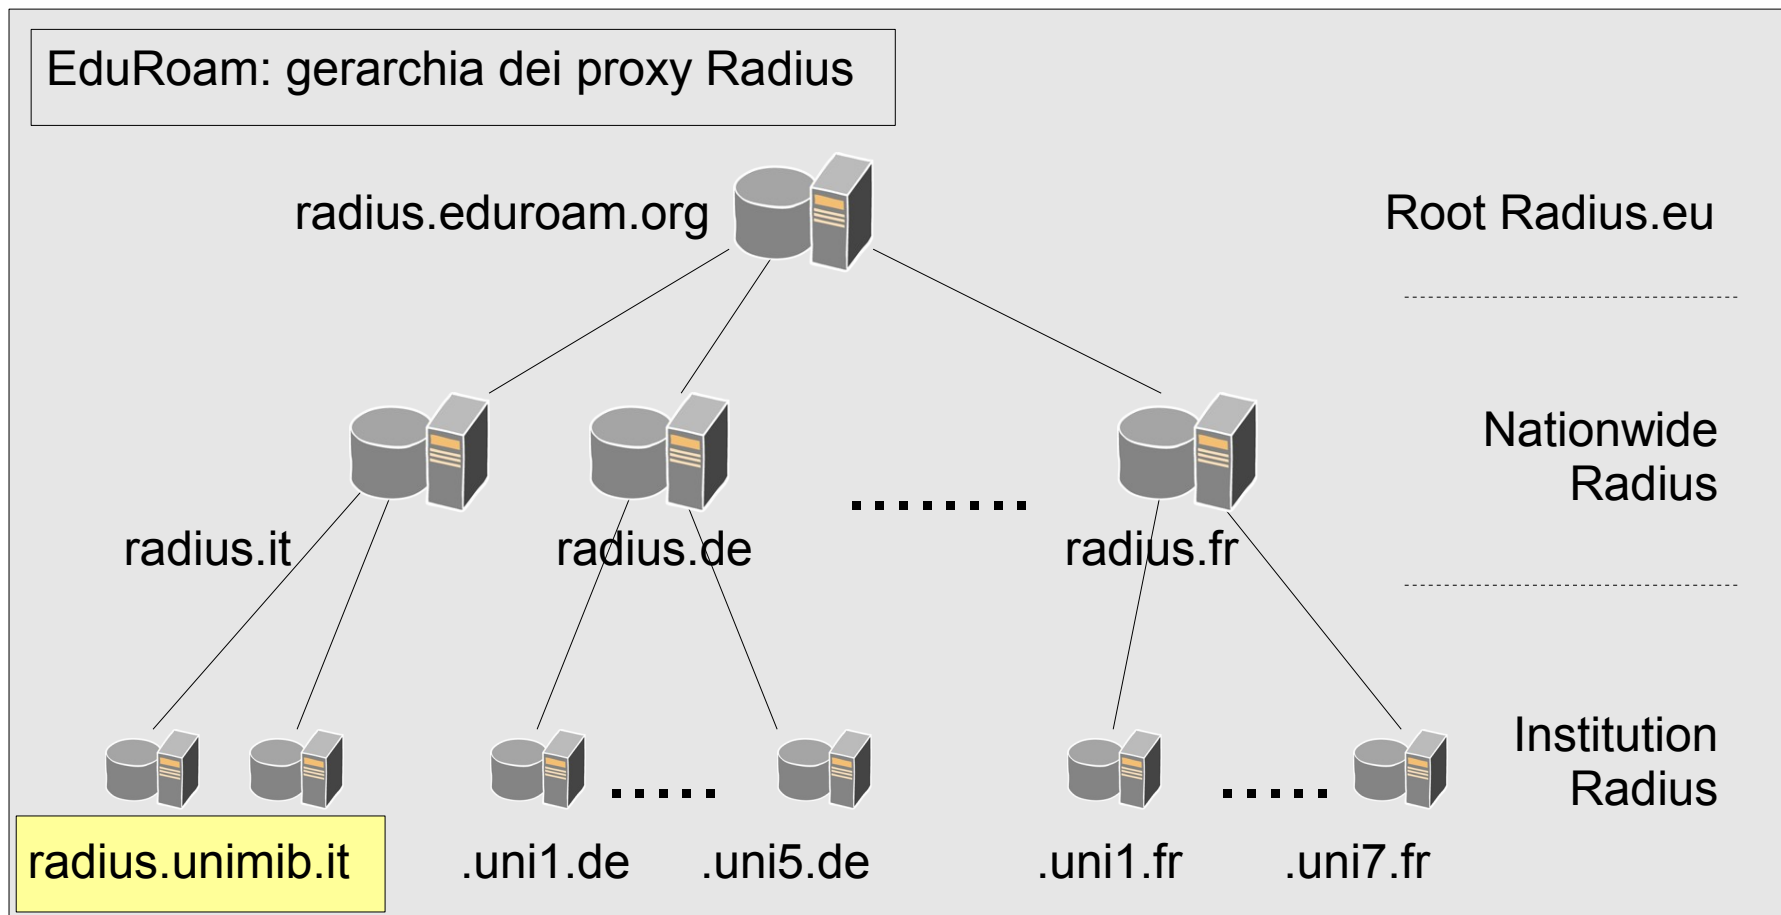 EduRoam: gerarchia dei proxy Radius
radius.eduroam.org
Root Radius.eu
Nationwide
Radius
radius.it
radius.de
radius.fr
Institution
Radius
radius.unimib.it
.uni1.de
.uni5.de
.uni1.fr
.uni7.fr